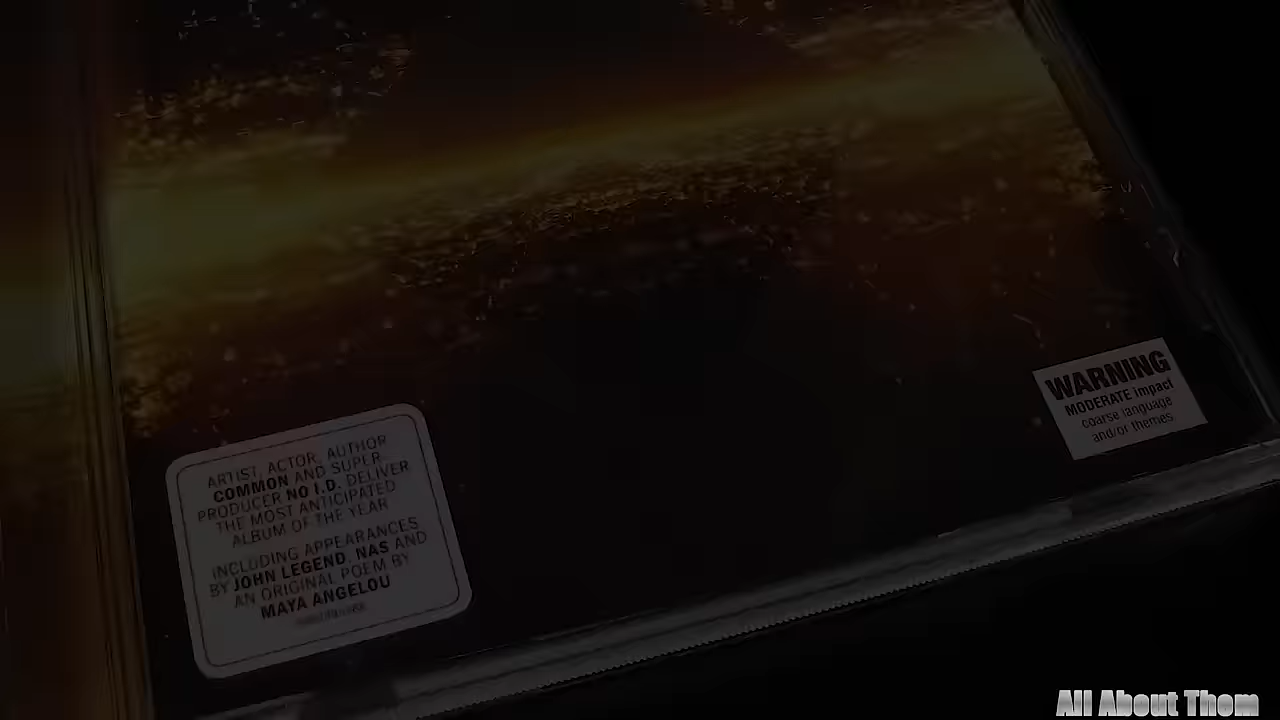 ARTIST, ACTOR, AUTHOR
COMMON AND SUPER
PRODUCER NO I.D. DELIVER
THE MOST ANTICIPATED
ALBUM OF THE YEAR
INCLUDING APPEARANCES
BY JOHN LEGEND, NAS AND
AN ORIGINAL POEM BY
MAYA ANGELOU
WARNING
MODERATE impact
coarse language
and/or themes
All About Them